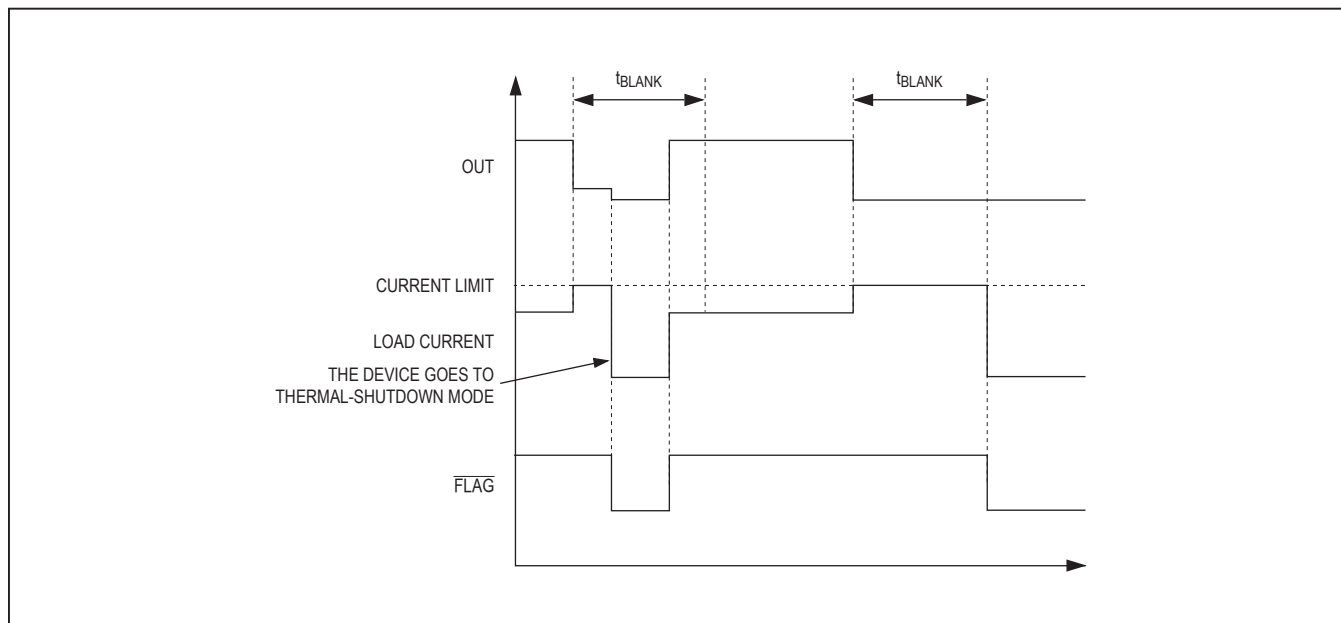 tBLANK
tBLANK
OUT
CURRENT LIMIT
LOAD CURRENT
THE DEVICE GOES TO
THERMAL-SHUTDOWN MODE
FLAG